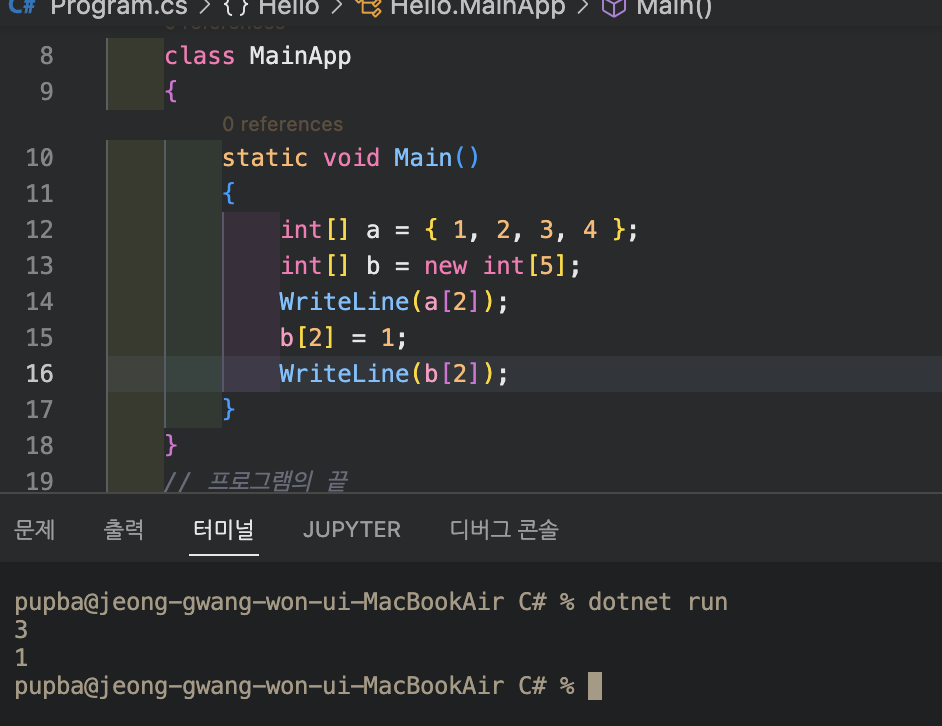 C# Program.cs > {} Hello > Hello.MainApp > Main()
0 references
8 class MainApp
9 {
0 references
10 static void Main()
11 {
12 int[] a = { 1, 2, 3, 4 };
13 int[] b = new int[5];
14 WriteLine(a[2]);
15 b[2] = 1;
16 WriteLine(b[2]);
17 }
18 }
19 // 프로그램의 끝
문제 출력 터미널 JUPYTER 디버그 콘솔
pupba@jeong-gwang-won-ui-MacBookAir C# % dotnet run
3
1
pupba@jeong-gwang-won-ui-MacBookAir C# %